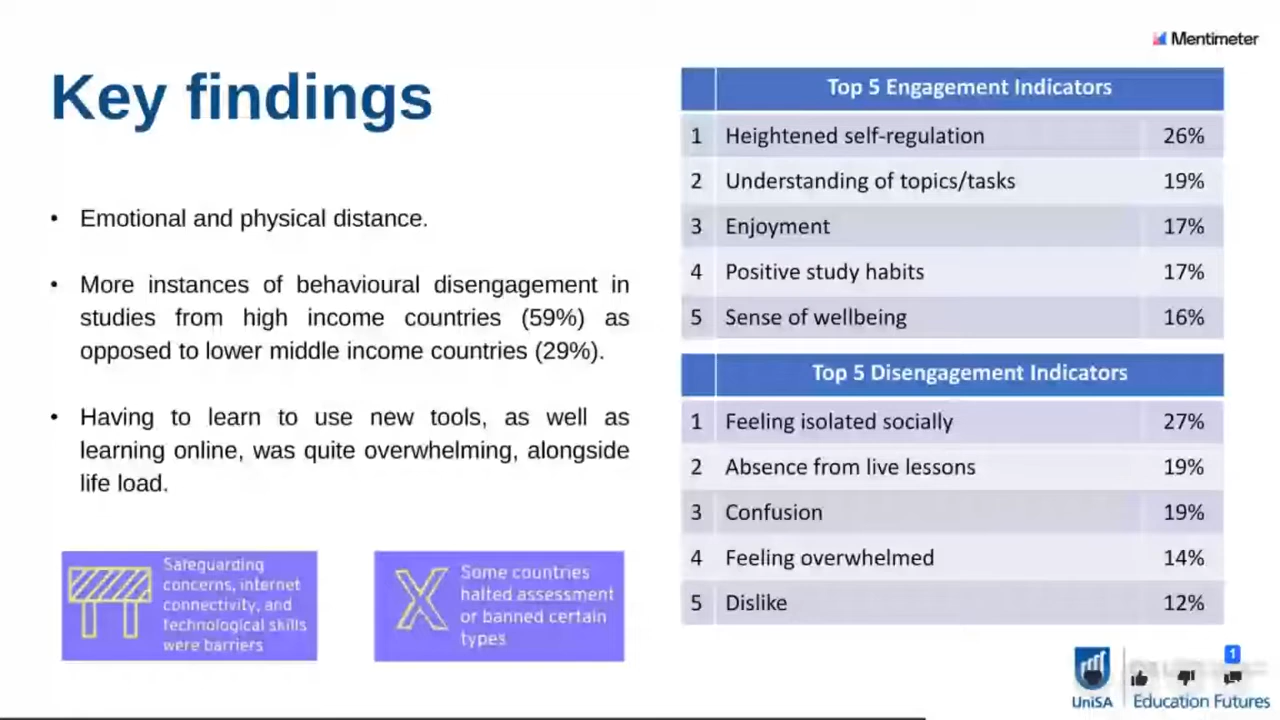 Mentimeter
Key findings
• Emotional and physical distance.
• More instances of behavioural disengagement in
studies from high income countries (59%) as
opposed to lower middle income countries (29%).
• Having to learn to use new tools, as well as
learning online, was quite overwhelming, alongside
life load.
Safeguarding
concerns, internet
connectivity, and
technological skills
were barriers
Some countries
halted assessment
or banned certain
types
Top 5 Engagement Indicators
1 Heightened self-regulation 26%
2 Understanding of topics/tasks 19%
3 Enjoyment 17%
4 Positive study habits 17%
5 Sense of wellbeing 16%
Top 5 Disengagement Indicators
1 Feeling isolated socially 27%
2 Absence from live lessons 19%
3 Confusion 19%
4 Feeling overwhelmed 14%
5 Dislike 12%
1
UniSA
Education Futures